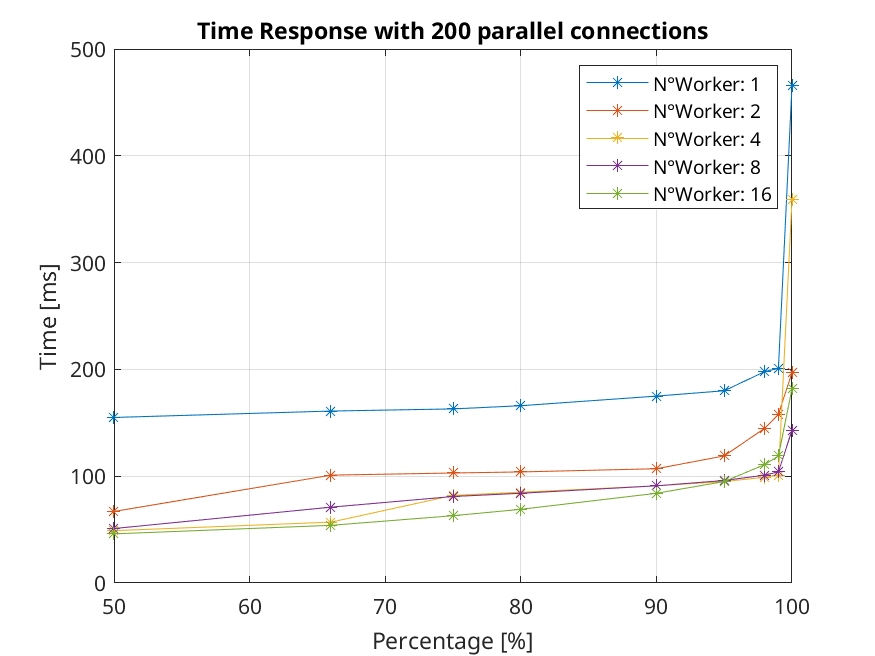 Time Response with 200 parallel connections
500
400
300
200
100
0
Time [ms]
N°Worker: 1
N°Worker: 2
N°Worker: 4
N°Worker: 8
N°Worker: 16
50 60 70 80 90 100
Percentage [%]